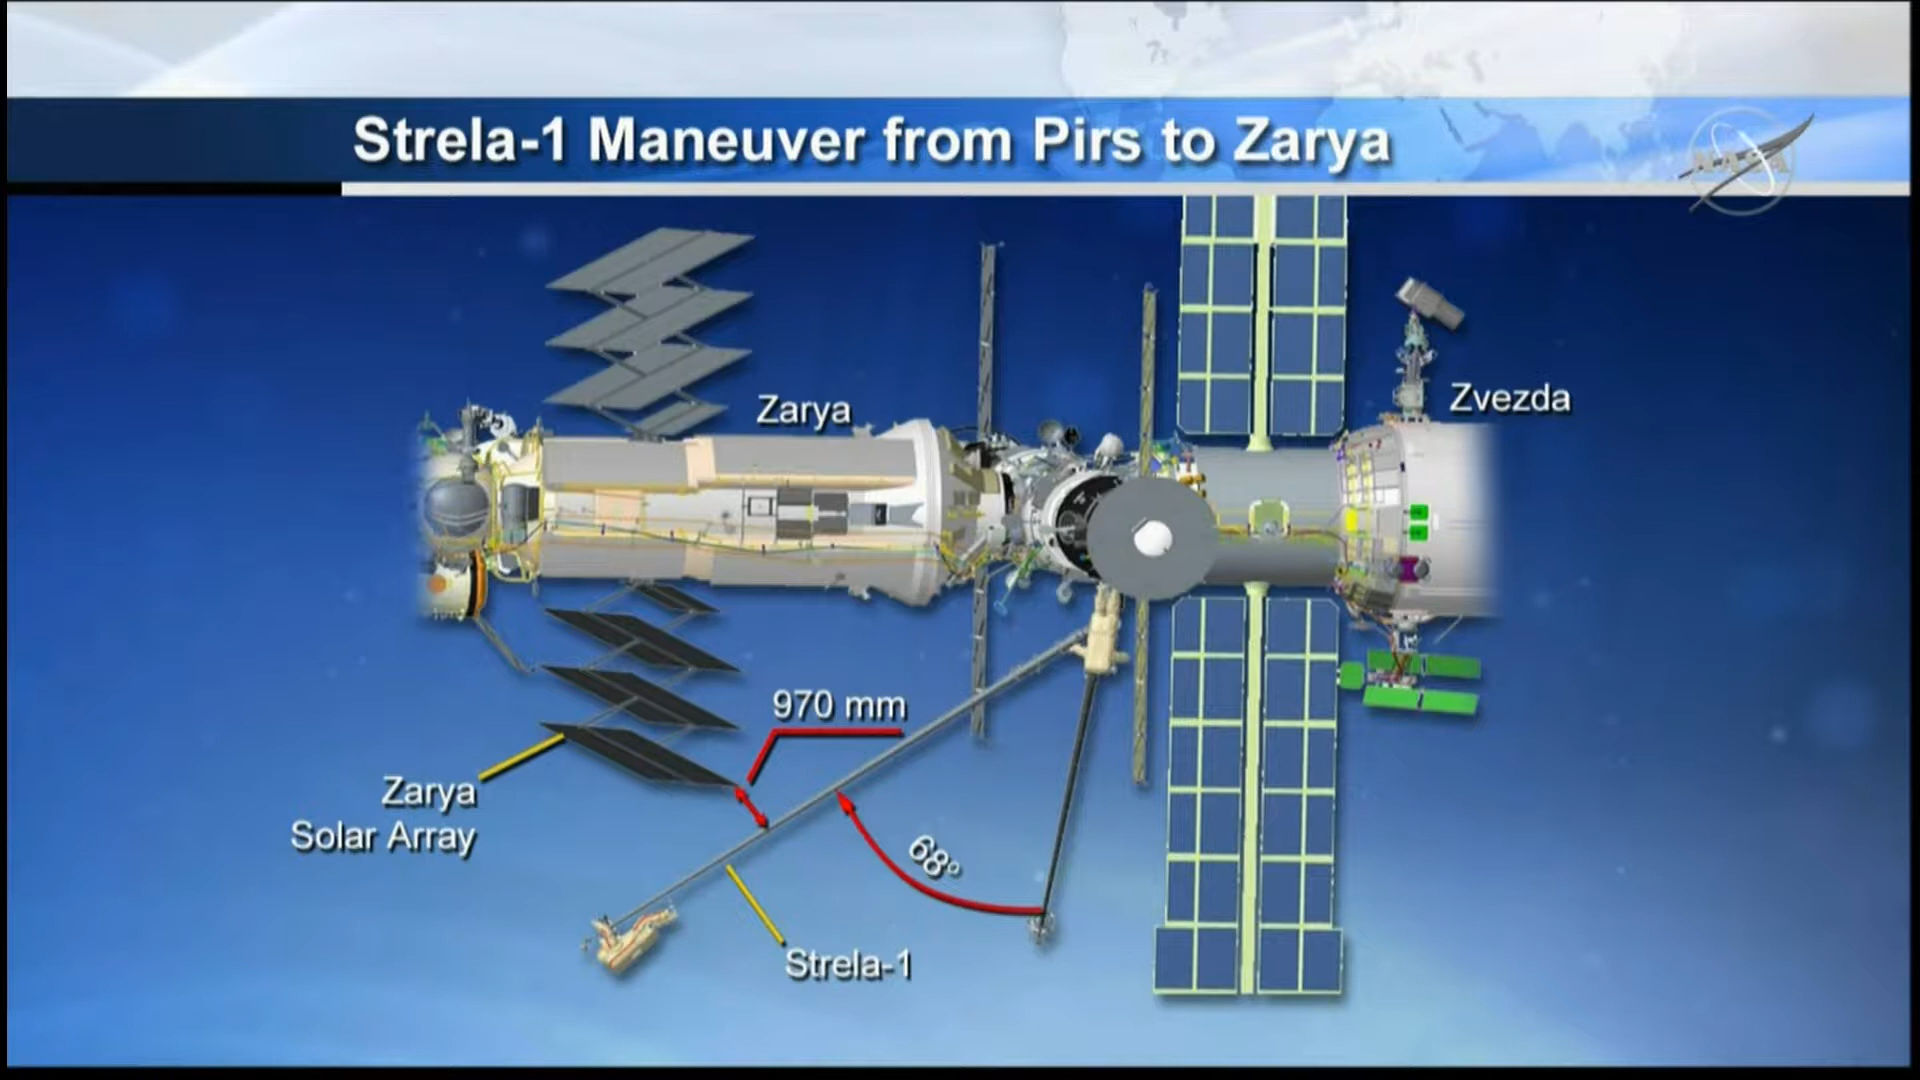 Strela-1 Maneuver from Pirs to Zarya
NASA
Zarya
Zvezda
970 mm
Zarya
Solar Array
68°
Strela-1